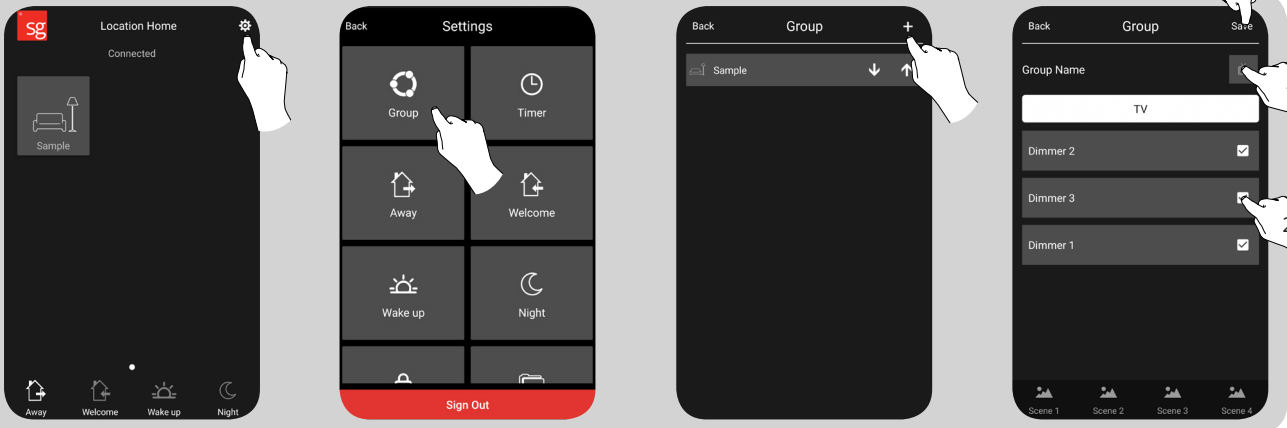 sg
Location Home
Connected
Sample
Away Welcome Wake up Night
Back Settings
Group Timer
Away Welcome
Wake up Night
Sign Out
Back Group +
Sample
Back Group Save
Group Name
TV
Dimmer 2
Dimmer 3
2
Dimmer 1
Scene 1 Scene 2 Scene 3 Scene 4